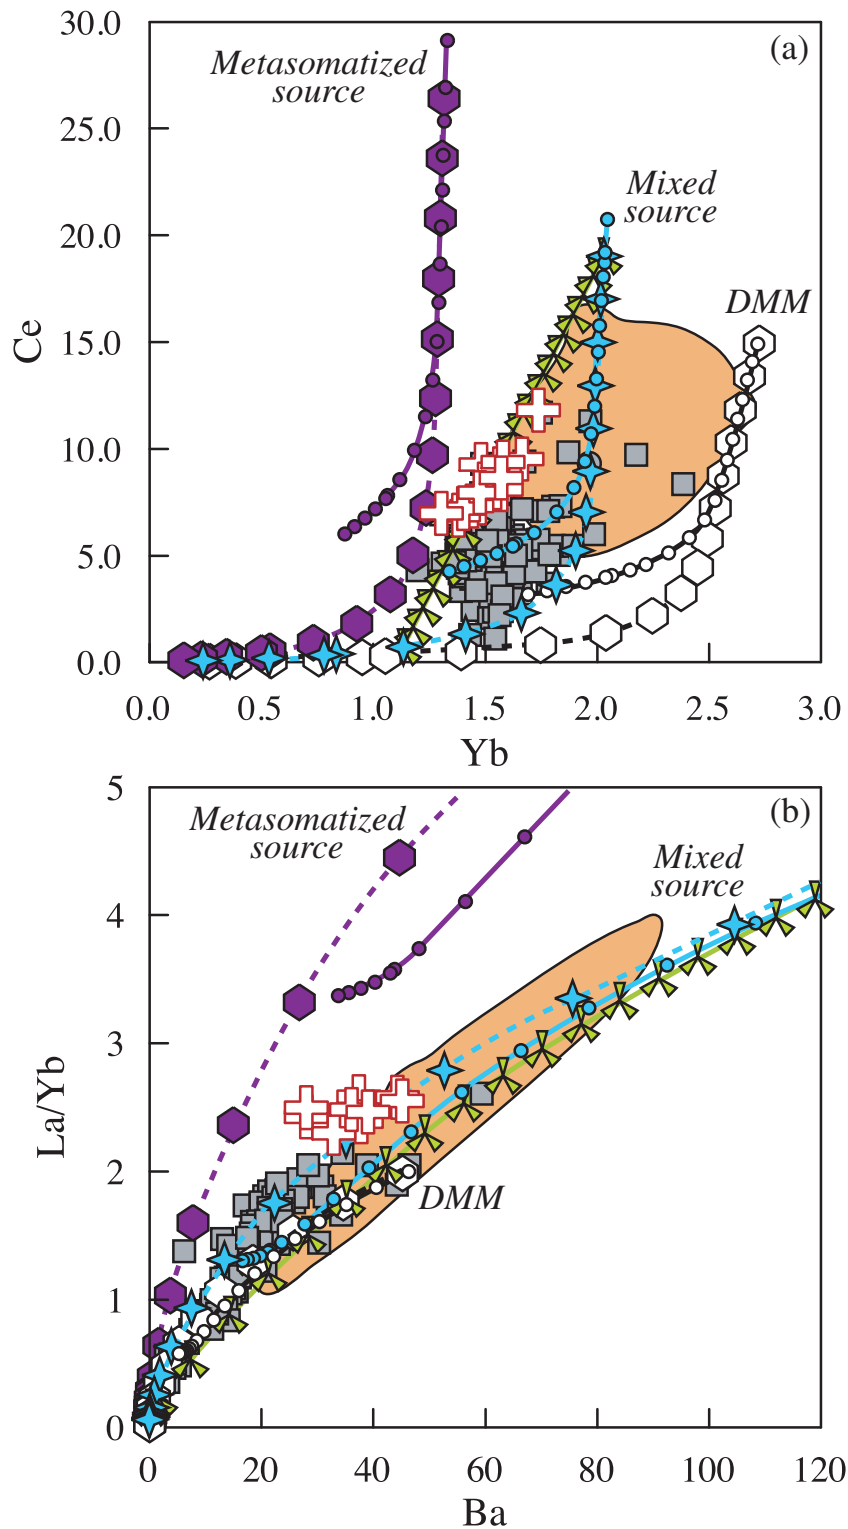 (a)
30.0
25.0
20.0
15.0
10.0
5.0
0.0
Ce
Metasomatized
source
Mixed
source
DMM
0.0 0.5 1.0 1.5 2.0 2.5 3.0
Yb
(b)
5
4
3
2
1
0
La/Yb
Metasomatized
source
Mixed
source
DMM
0 20 40 60 80 100 120
Ba